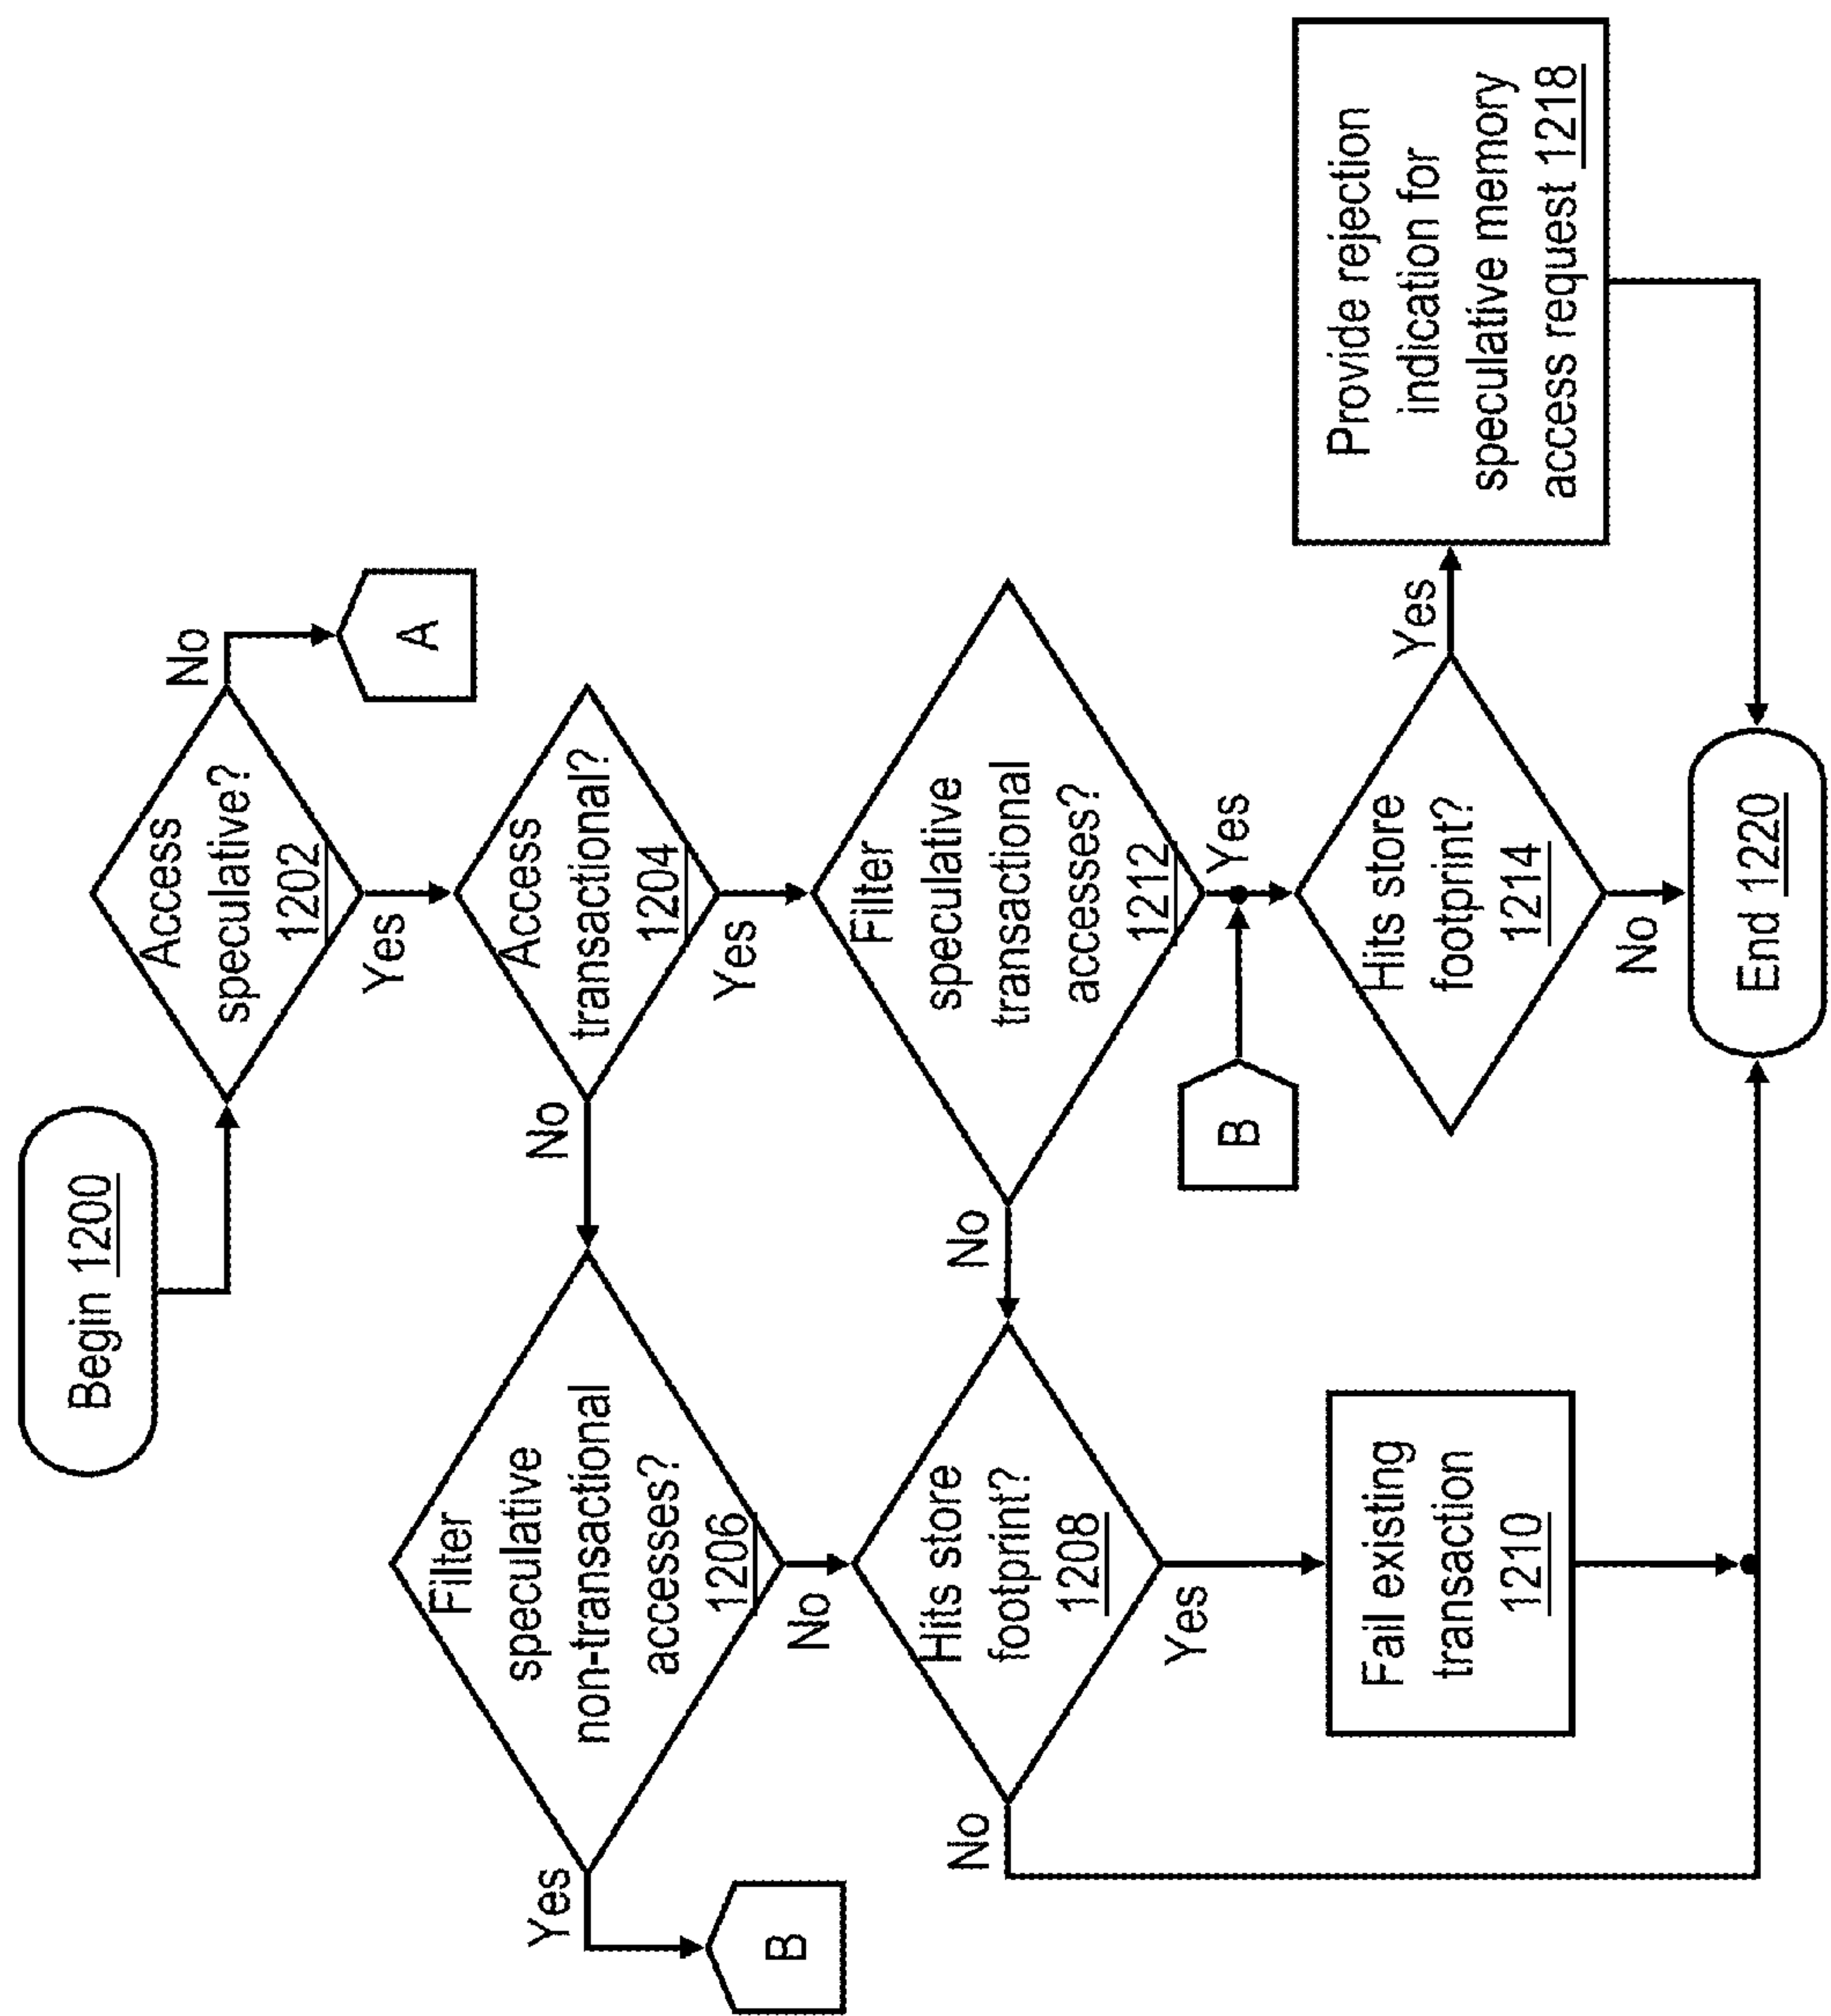 Begin 1200
Access
speculative?
1202
No
A
Yes
Access
transactional?
1204
No
Yes
Filter
speculative
non-transactional
accesses?
1206
Yes
B
No
Filter
speculative
transactional
accesses?
1212
No
Yes
B
Hits store
footprint?
1208
No
Yes
Hits store
footprint?
1214
Yes
No
Fail existing
transaction
1210
Provide rejection
indication for
speculative memory
access request 1218
End 1220